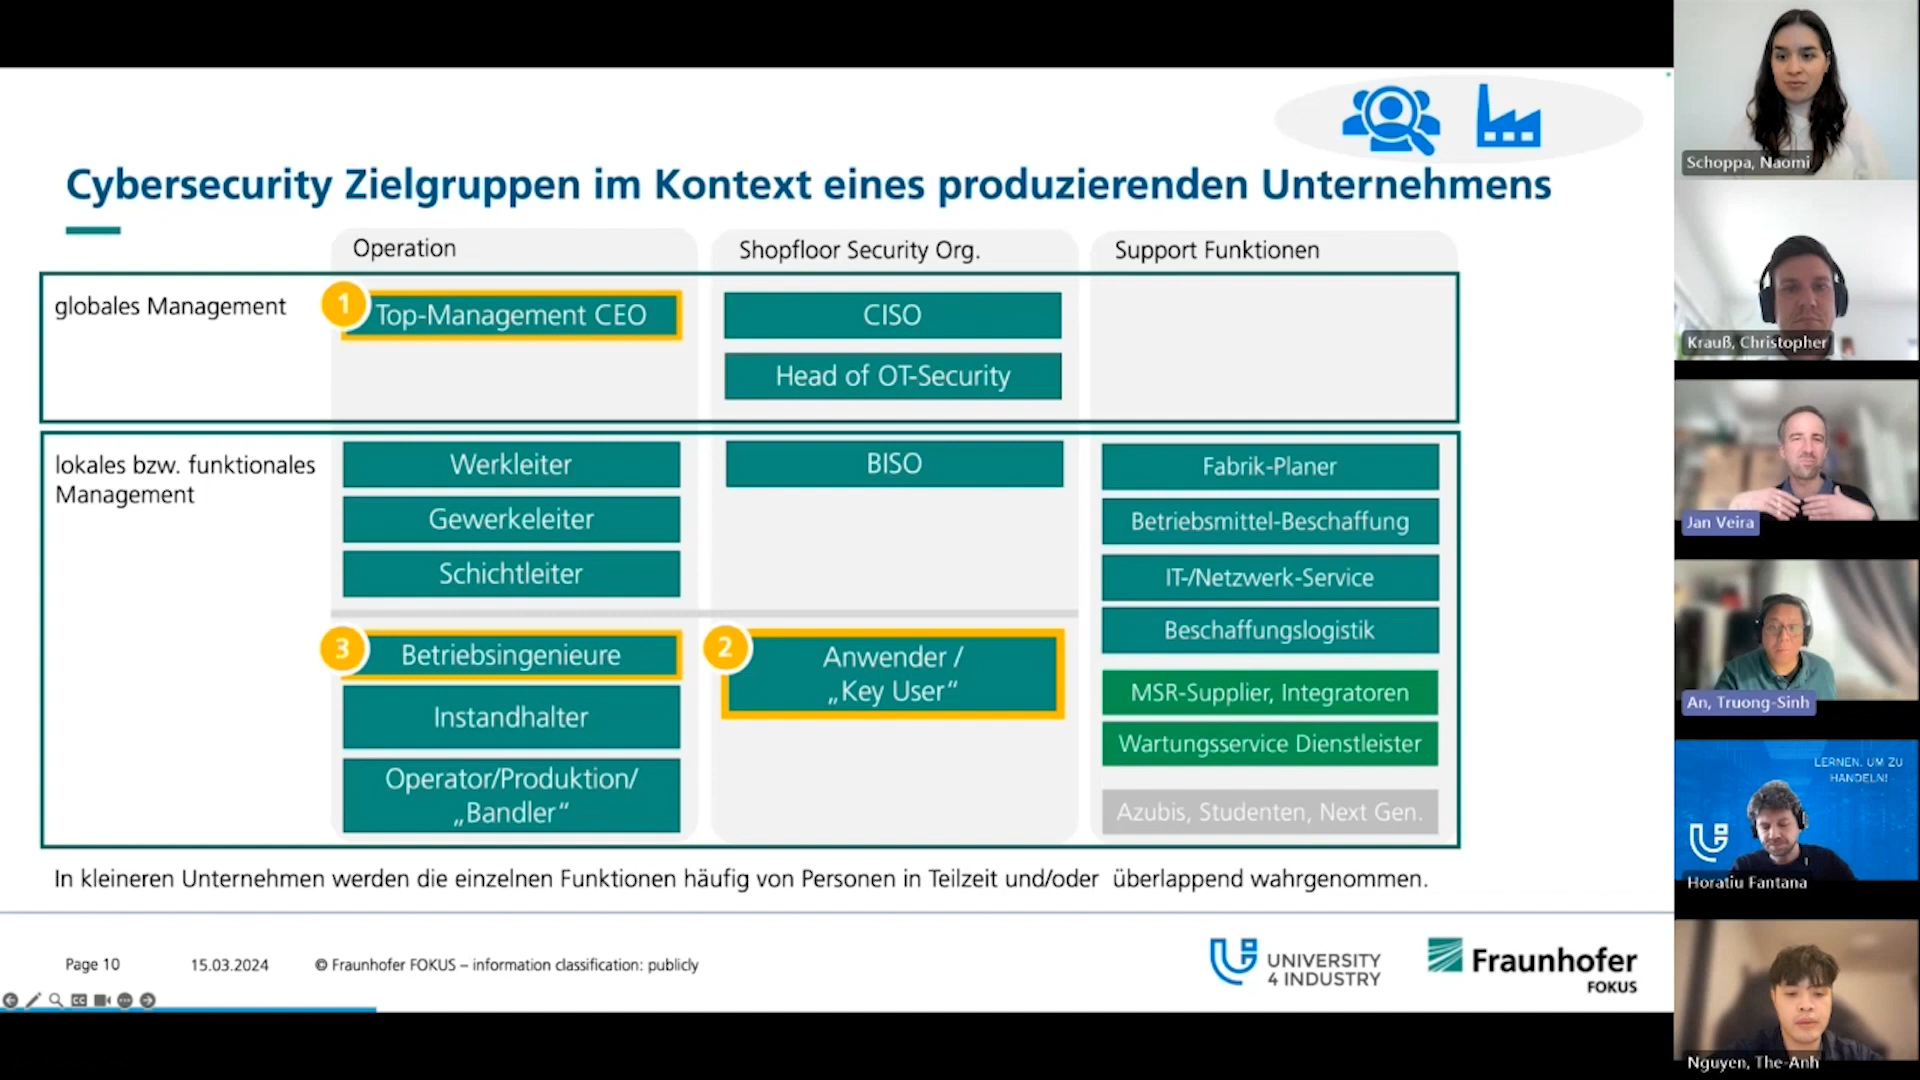 Cybersecurity Zielgruppen im Kontext eines produzierenden Unternehmens
Operation
Shopfloor Security Org.
Support Funktionen
globales Management
1
Top-Management CEO
CISO
Head of OT-Security
lokales bzw. funktionales
Management
Werkleiter
Gewerkeleiter
Schichtleiter
3
Betriebsingenieure
Instandhalter
Operator/Produktion/
„Bandler“
BISO
2
Anwender /
„Key User“
Fabrik-Planer
Betriebsmittel-Beschaffung
IT-/Netzwerk-Service
Beschaffungslogistik
MSR-Supplier, Integratoren
Wartungsservice Dienstleister
Azubis, Studenten, Next Gen.
In kleineren Unternehmen werden die einzelnen Funktionen häufig von Personen in Teilzeit und/oder überlappend wahrgenommen.
Page 10
15.03.2024
© Fraunhofer FOKUS – information classification: publicly
UNIVERSITY
4 INDUSTRY
Fraunhofer
FOKUS
CC
Schoppa, Naomi
Krauß, Christopher
Jan Veira
An, Truong-Sinh
LERNEN, UM ZU
HANDELN!
Horatiu Fantana
Nguyen, The-Anh